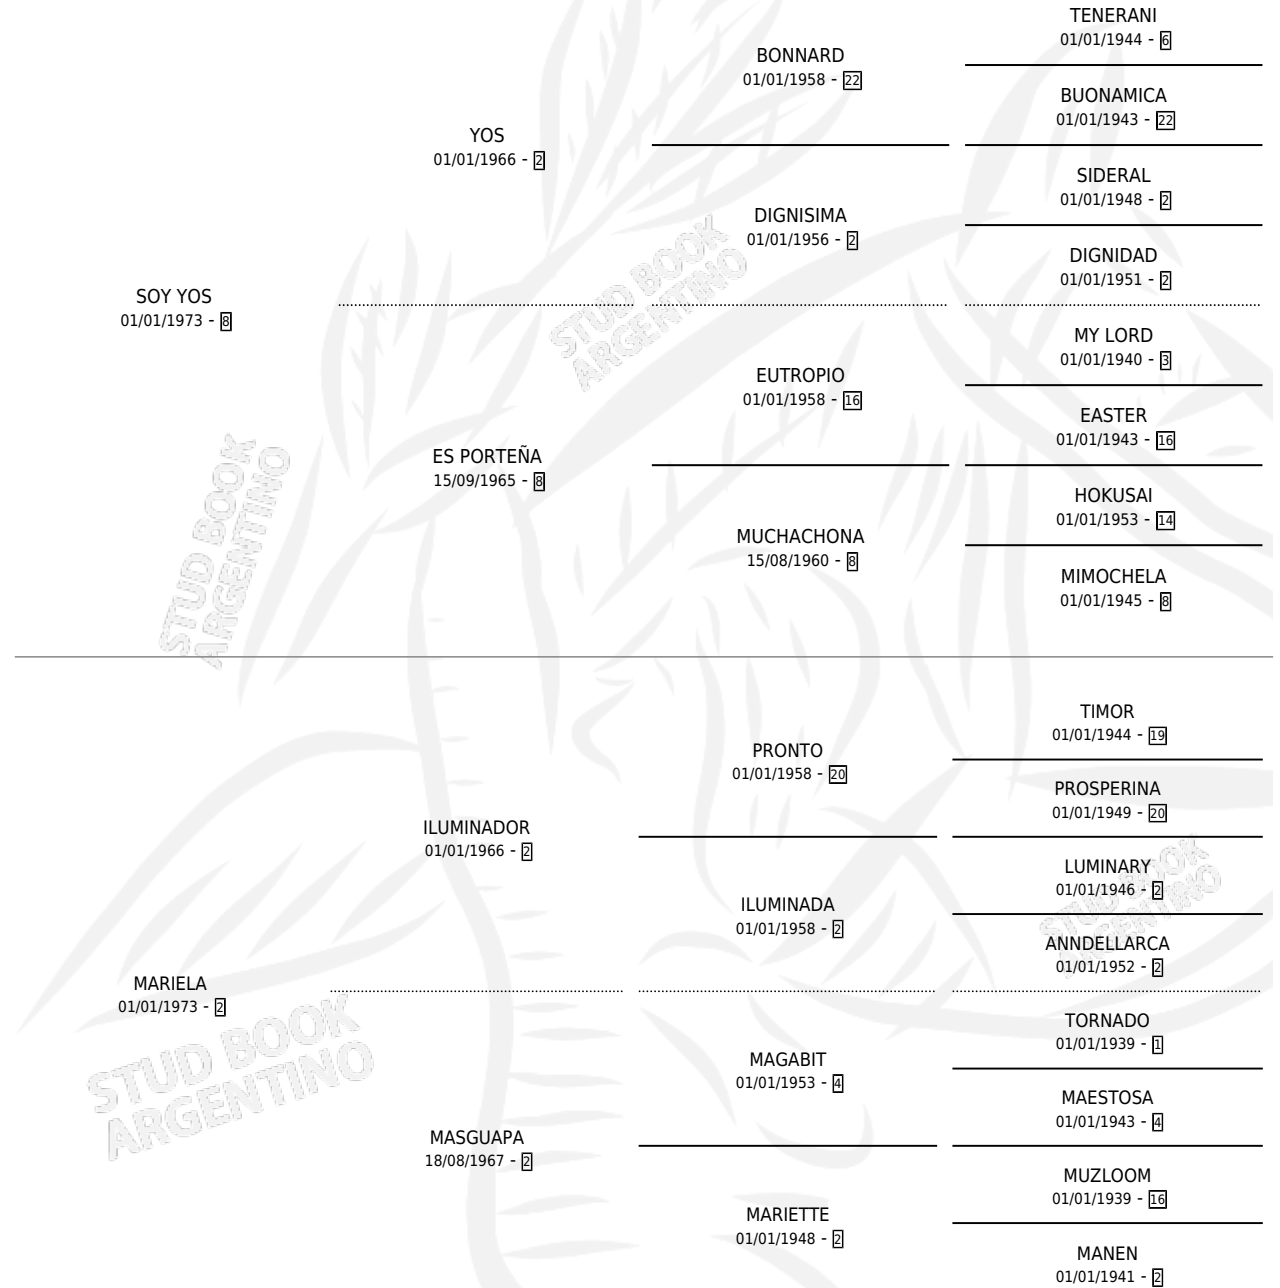 TENERANI
01/01/1944 - 6
BONNARD
01/01/1958 - 22
BUONAMICA
01/01/1943 - 22
YOS
01/01/1966 - 2
SIDERAL
01/01/1948 - 2
DIGNISIMA
01/01/1956 - 2
DIGNIDAD
01/01/1951 - 2
SOY YOS
01/01/1973 - 8
MY LORD
01/01/1940 - 3
EUTROPIO
01/01/1958 - 16
EASTER
01/01/1943 - 16
ES PORTEÑA
15/09/1965 - 8
HOKUSAI
01/01/1953 - 14
MUCHACHONA
15/08/1960 - 8
MIMOCHELA
01/01/1945 - 8
STUD BOOK
ARGENTINO
STUD BOOK
ARGENTINO
TIMOR
01/01/1944 - 19
PRONTO
01/01/1958 - 20
PROSPERINA
01/01/1949 - 20
ILUMINADOR
01/01/1966 - 2
LUMINARY
01/01/1946 - 2
ILUMINADA
01/01/1958 - 2
ANNDELLARCA
01/01/1952 - 2
MARIELA
01/01/1973 - 2
TORNADO
01/01/1939 - 1
MAGABIT
01/01/1953 - 4
MAESTOSA
01/01/1943 - 4
MASGUAPA
18/08/1967 - 2
MUZLOOM
01/01/1939 - 16
MARIETTE
01/01/1948 - 2
MANEN
01/01/1941 - 2
STUD BOOK
ARGENTINO
STUD BOOK
ARGENTINO